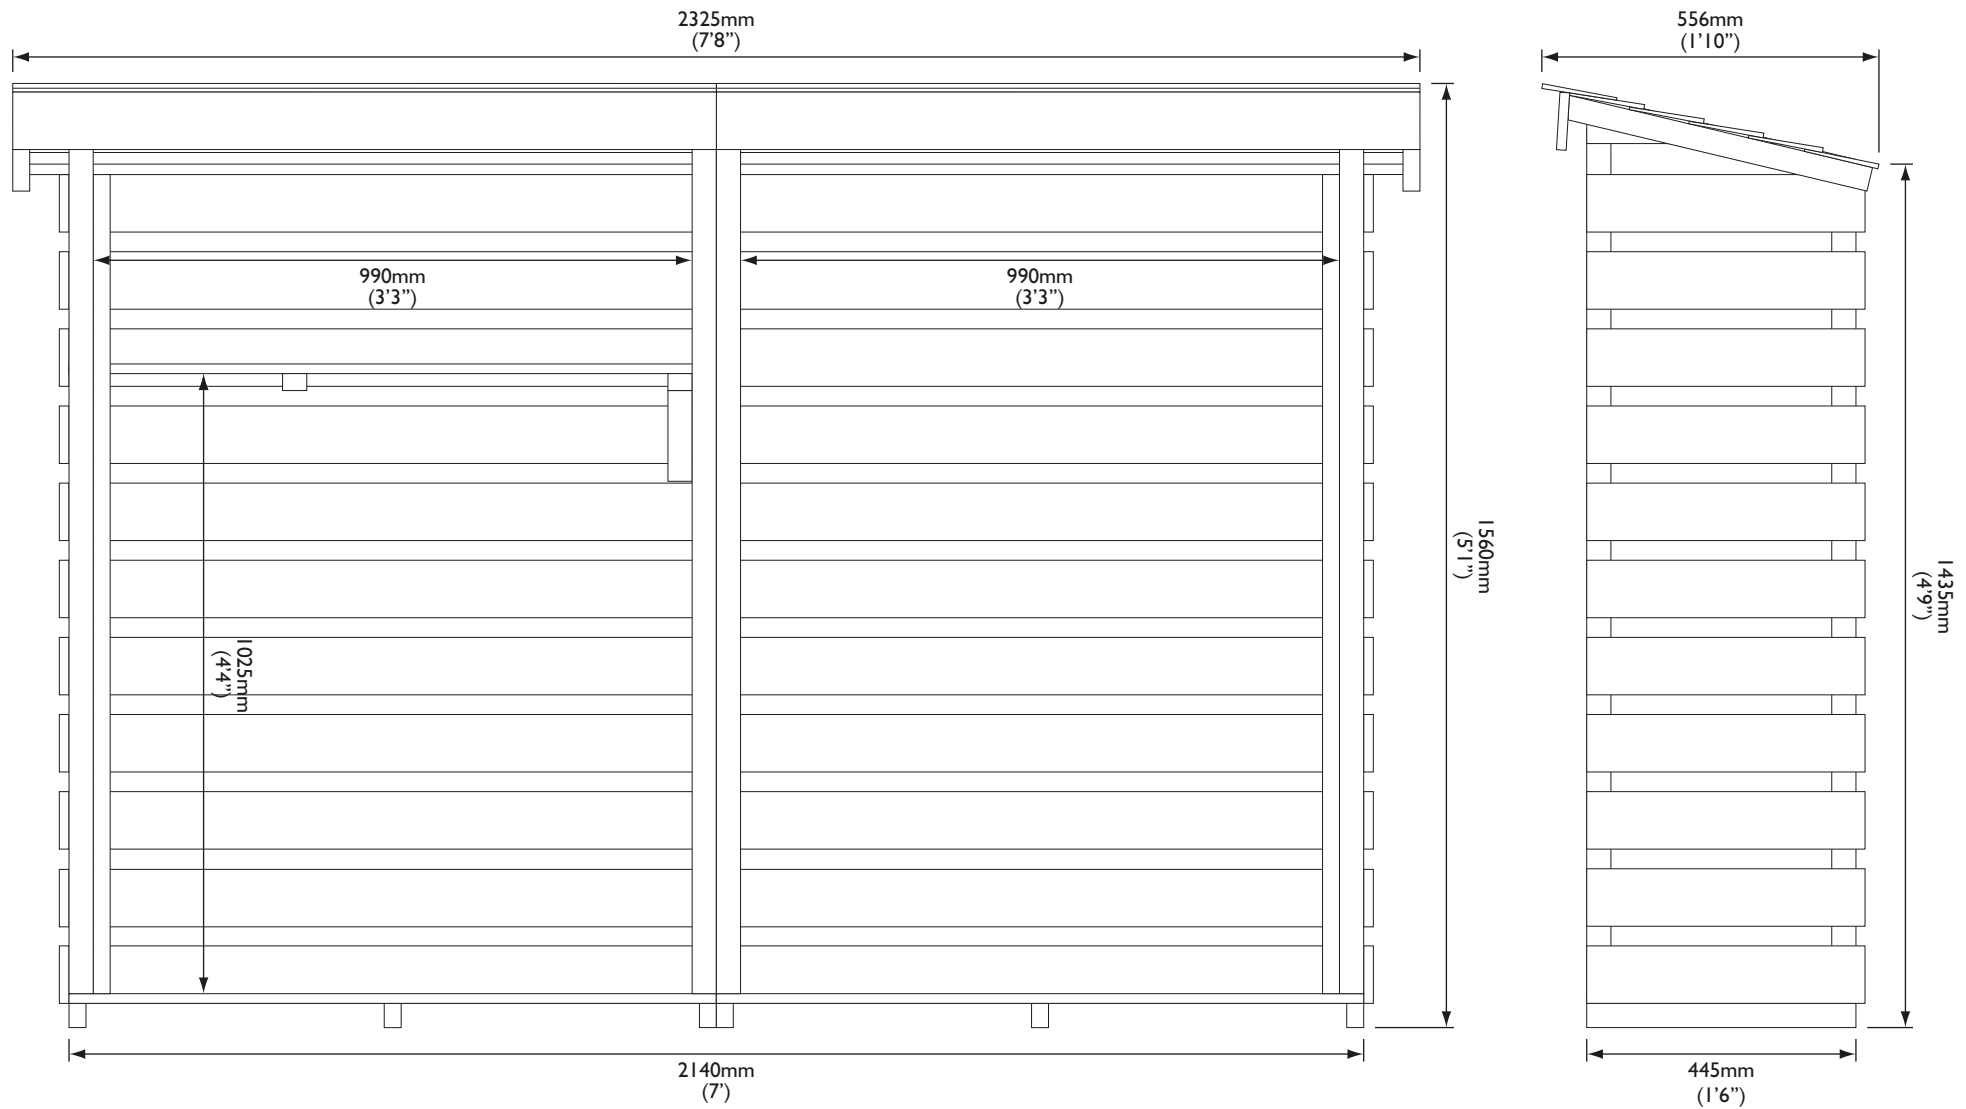 2325mm
(7’8”)
556mm
(1’10”)
990mm
(3’3”)
990mm
(3’3”)
1025mm
(4’4”)
1560mm
(5’1”)
1435mm
(4’9”)
2140mm
(7’)
445mm
(1’6”)